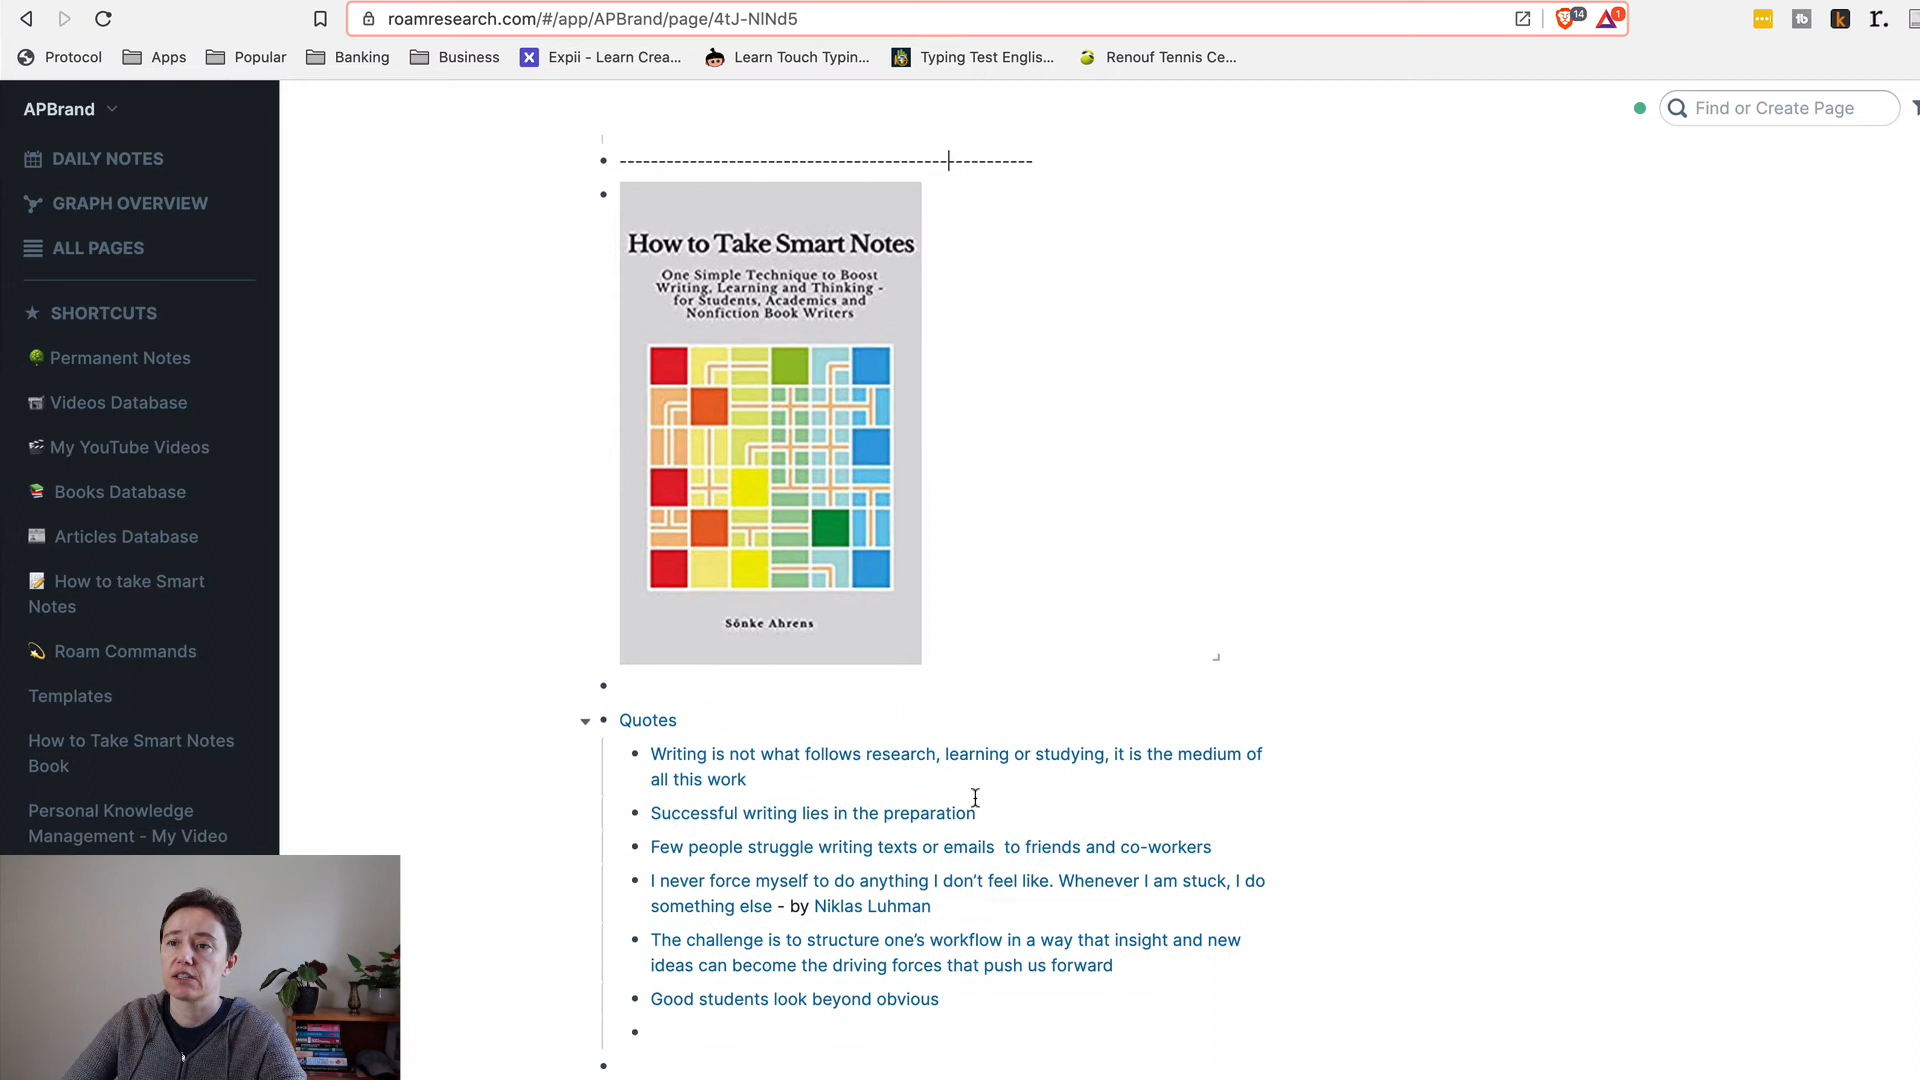 roamresearch.com/#/app/APBrand/page/4tJ-NlNd5
14
1
tb
k
r.
Protocol
Apps
Popular
Banking
Business
X
Expii - Learn Crea...
Learn Touch Typin...
Typing Test Englis...
Renouf Tennis Ce...
APBrand
Find or Create Page
DAILY NOTES
GRAPH OVERVIEW
ALL PAGES
SHORTCUTS
Permanent Notes
Videos Database
My YouTube Videos
Books Database
Articles Database
How to take Smart
Notes
Roam Commands
Templates
How to Take Smart Notes
Book
Personal Knowledge
Management - My Video
----------------------------------------------------
How to Take Smart Notes
One Simple Technique to Boost
Writing, Learning and Thinking -
for Students, Academics and
Nonfiction Book Writers
Sönke Ahrens
Quotes
Writing is not what follows research, learning or studying, it is the medium of
all this work
Successful writing lies in the preparation
Few people struggle writing texts or emails  to friends and co-workers
I never force myself to do anything I don't feel like. Whenever I am stuck, I do
something else - by Niklas Luhman
The challenge is to structure one's workflow in a way that insight and new
ideas can become the driving forces that push us forward
Good students look beyond obvious